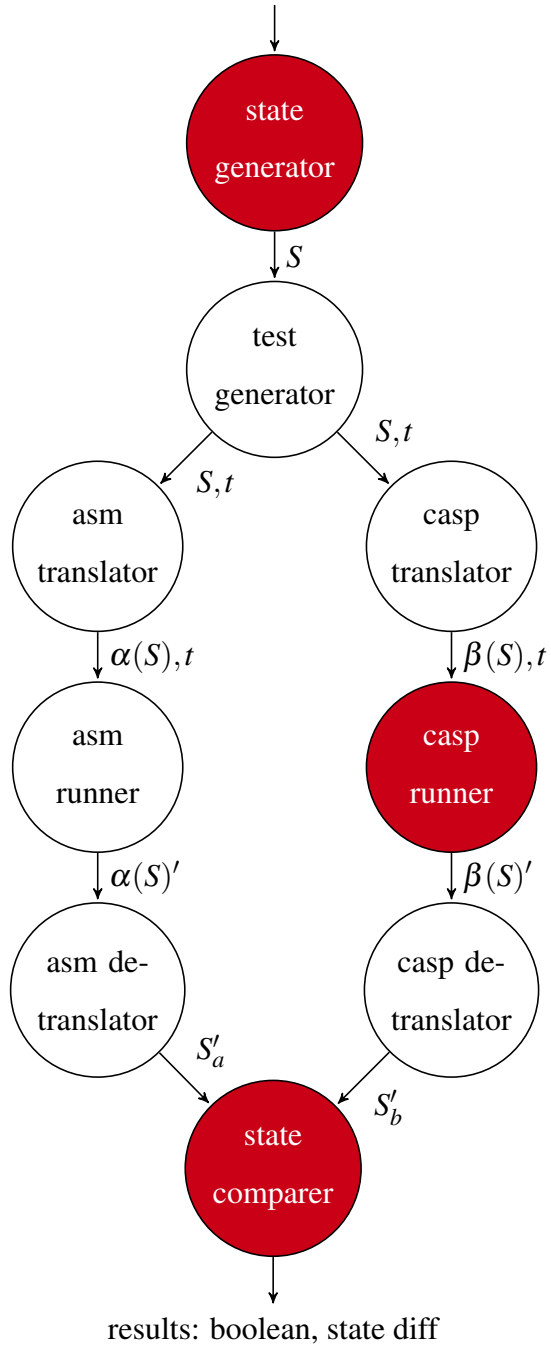 state
generator
S
test
generator
S,t
S,t
asm
translator
casp
translator
α(S),t
β(S),t
asm
runner
casp
runner
α(S)′
β(S)′
asm de-
translator
casp de-
translator
S′a
S′b
state
comparer
results: boolean, state diff